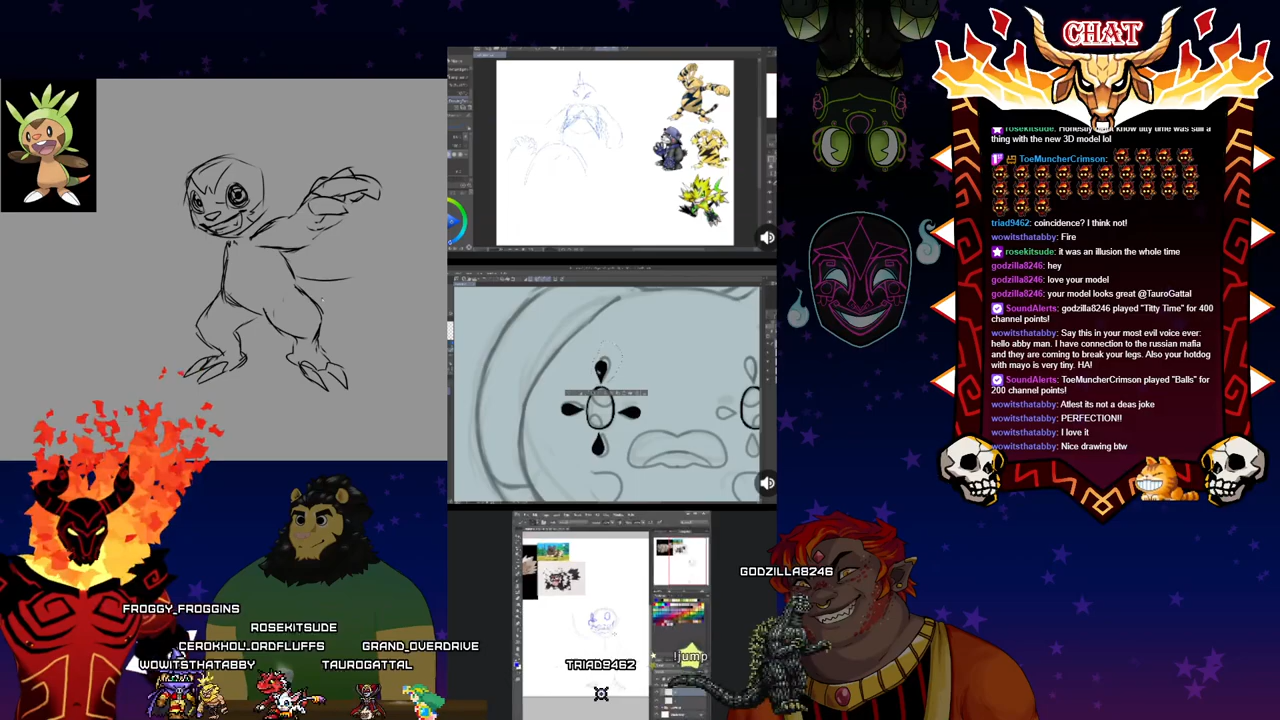 CHAT
rosekitsude: Honestly didn't know titty time was still a
thing with the new 3D model lol
ToeMuncherCrimson:
triad9462: coincidence? I think not!
wowitsthatabby: Fire
rosekitsude: it was an illusion the whole time
godzilla8246: hey
godzilla8246: love your model
godzilla8246: your model looks great @TauroGattal
SoundAlerts: godzilla8246 played "Titty Time" for 400
channel points!
wowitsthatabby: Say this in your most evil voice ever:
hello abby man. I have connection to the russian mafia
and they are coming to break your legs. Also your hotdog
with mayo is very tiny. HA!
SoundAlerts: ToeMuncherCrimson played "Balls" for
200 channel points!
wowitsthatabby: Atlest its not a deas joke
wowitsthatabby: PERFECTION!!
wowitsthatabby: I love it
wowitsthatabby: Nice drawing btw
GODZILLA8246
FROGGY_FROGGINS
ROSEKITSUDE
CEROKHOLORDFLUFFS
GRAND_OVERDRIVE
WOWITSTHATABBY
TAUROGATTAL
TRIAD9462
!jump